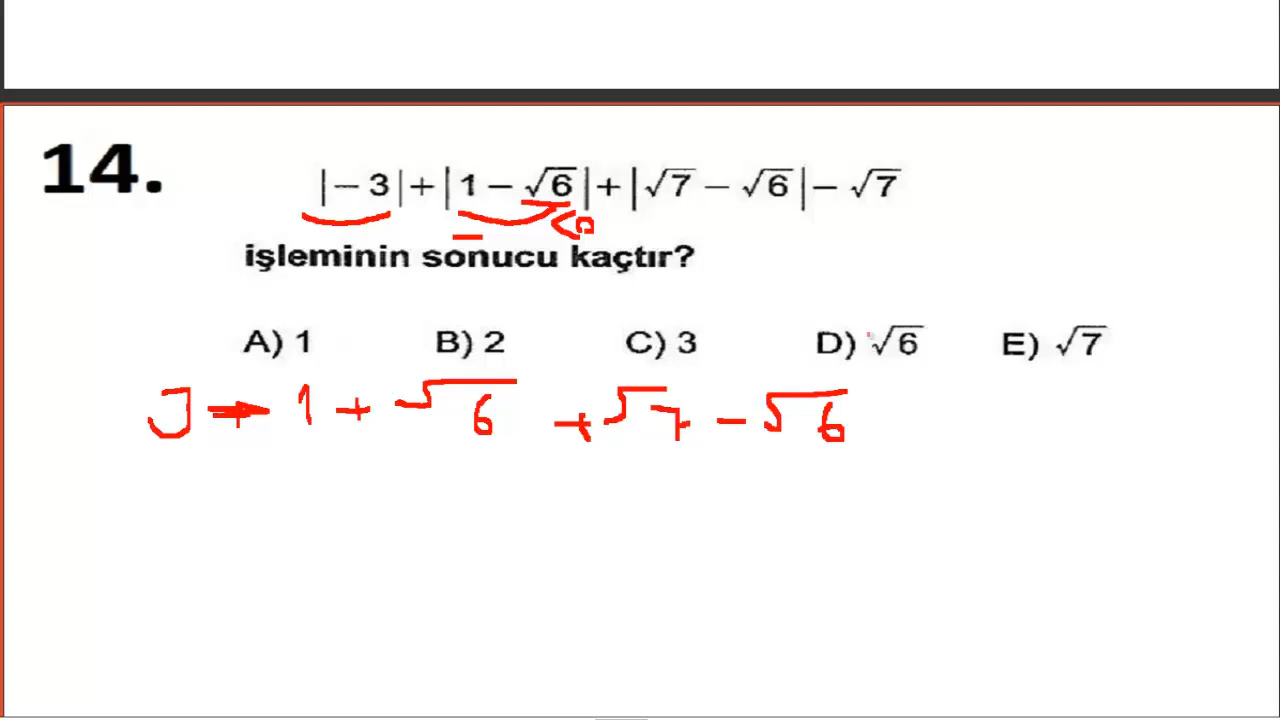 14.
|− 3|+|1 − √6|+|√7 − √6|− √7
<0
−
işleminin sonucu kaçtır?
A) 1 B) 2 C) 3 D) √6 E) √7
1 + √6 + √7 − √6